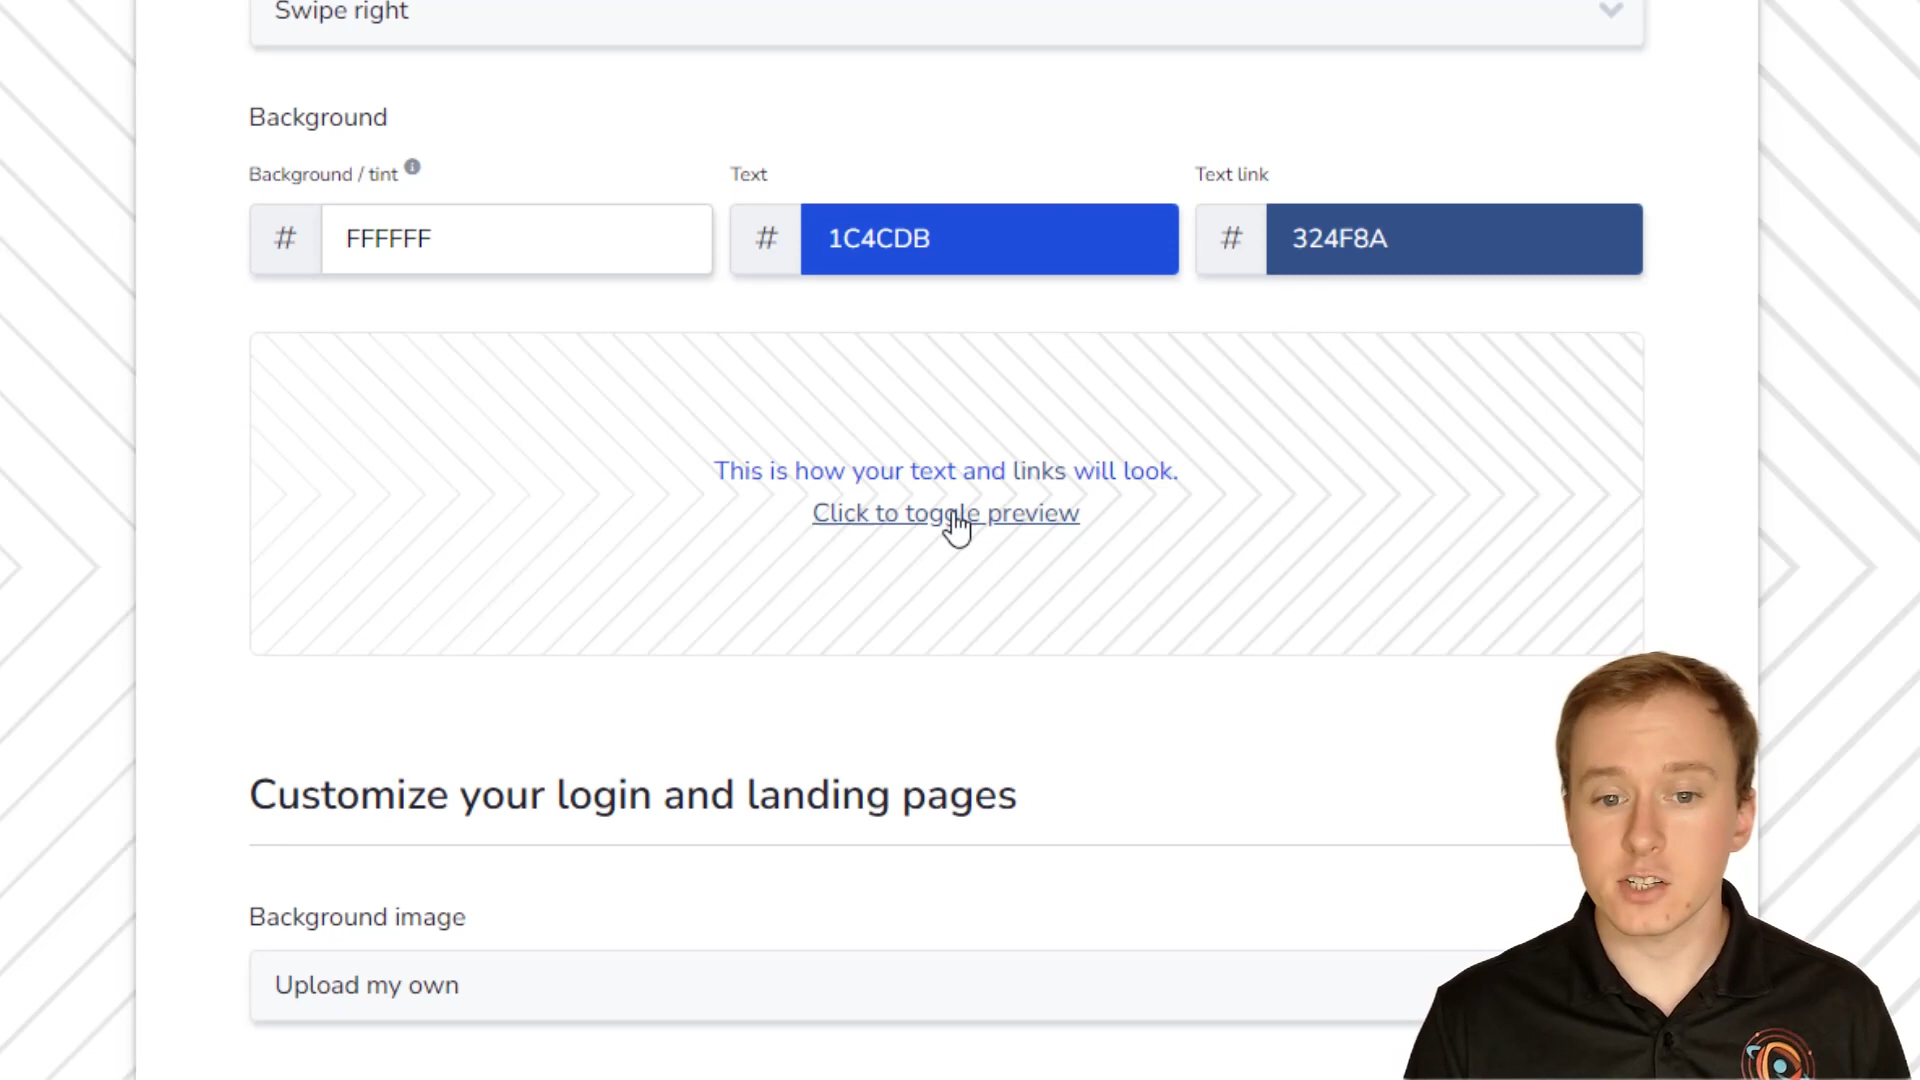 Swipe right
Background
Background / tint
Text
Text link
# FFFFFF
# 1C4CDB
# 324F8A
This is how your text and links will look.
Click to toggle preview
Customize your login and landing pages
Background image
Upload my own